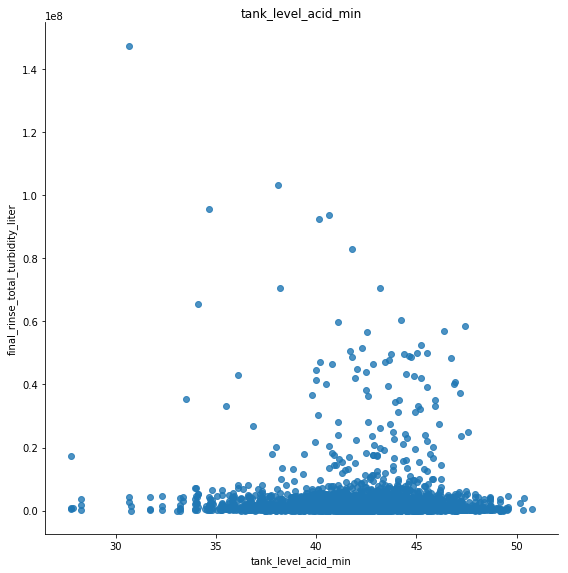 tank_level_acid_min
1e8
1.4
1.2
1.0
0.8
0.6
0.4
0.2
0.0
final_rinse_total_turbidity_liter
30 35 40 45 50
tank_level_acid_min